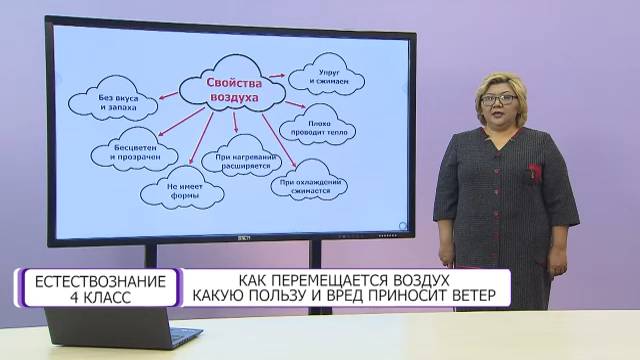 Свойства
воздуха
Упруг
и сжимаем
Без вкуса
и запаха
Плохо
проводит тепло
Бесцветен
и прозрачен
При нагревании
расширяется
Не имеет
формы
При охлаждении
сжимается
ЕСТЕСТВОЗНАНИЕ
4 КЛАСС
КАК ПЕРЕМЕЩАЕТСЯ ВОЗДУХ
КАКУЮ ПОЛЬЗУ И ВРЕД ПРИНОСИТ ВЕТЕР